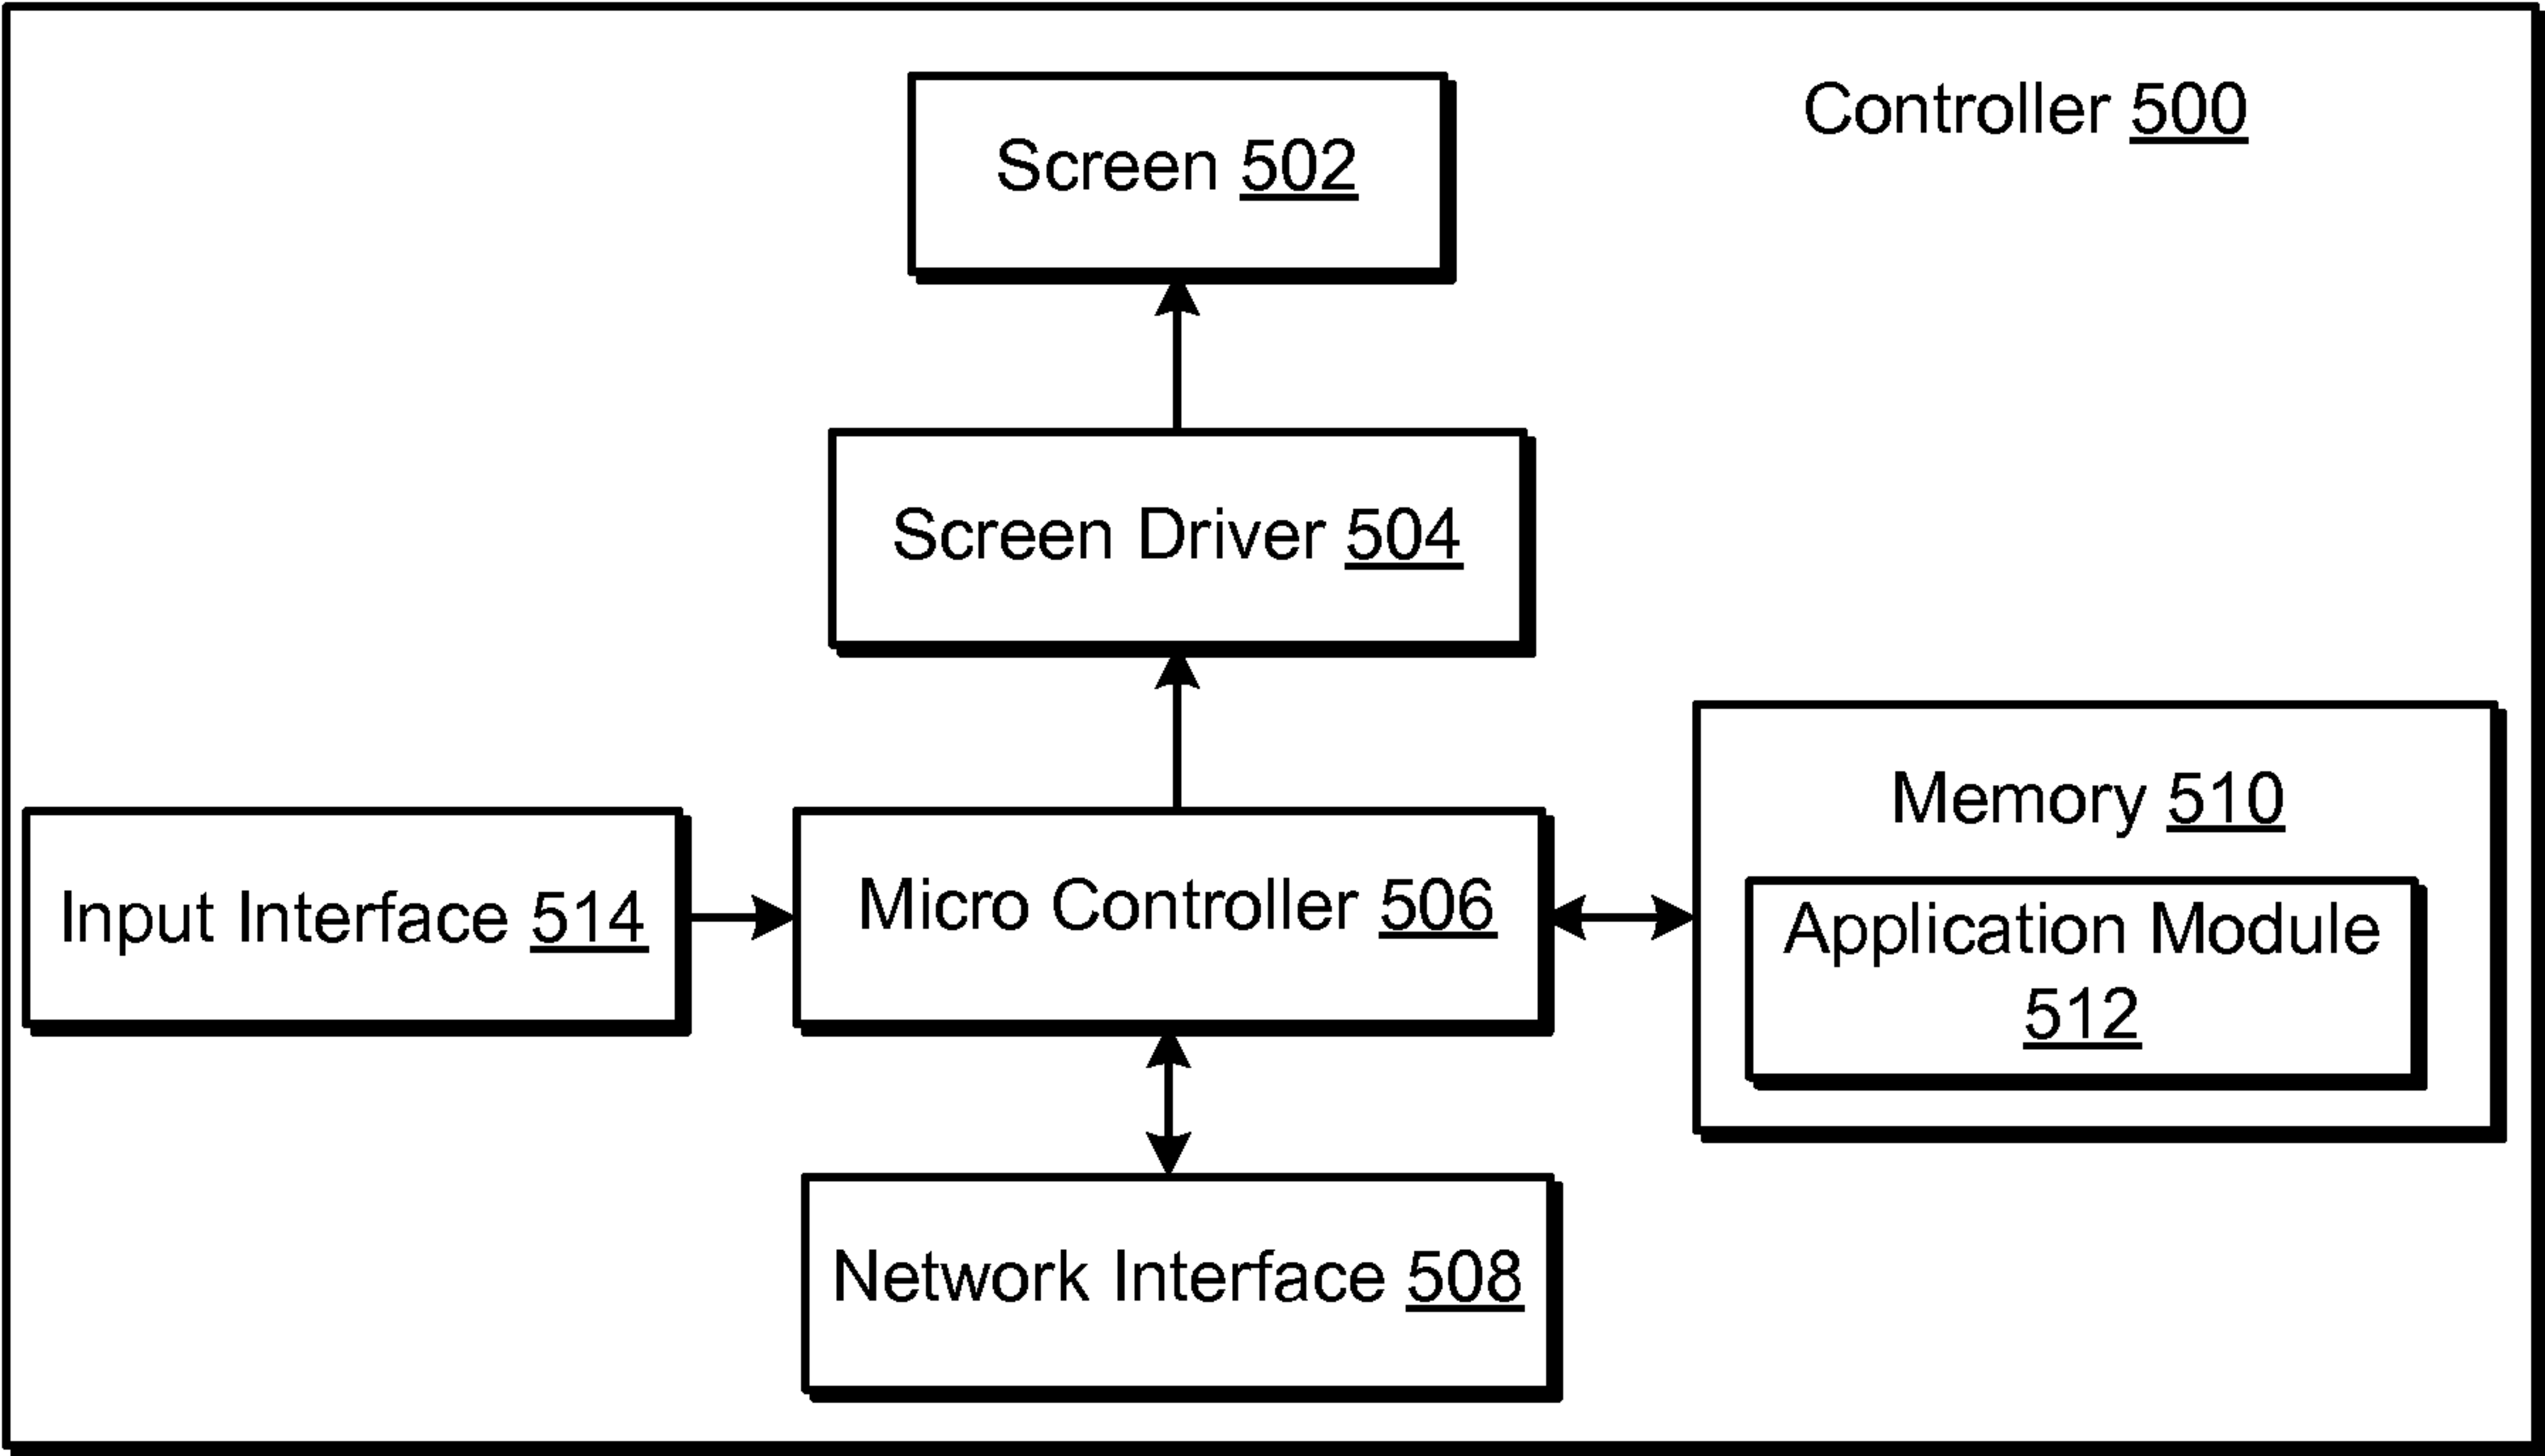 Controller 500
Screen 502
Screen Driver 504
Memory 510
Input Interface 514
Micro Controller 506
Application Module
512
Network Interface 508